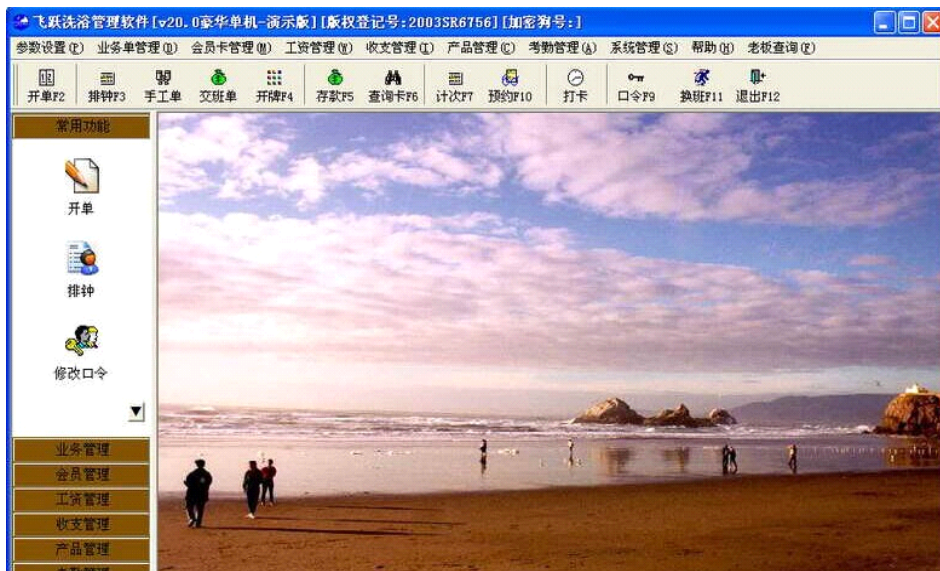 飞跃洗浴管理软件[v20.0豪华单机-演示版][版权登记号:2003SR6756][加密狗号:]
参数设置(P) 业务单管理(D) 会员卡管理(M) 工资管理(W) 收支管理(I) 产品管理(C) 考勤管理(A) 系统管理(S) 帮助(H) 老板查询(F)
开单F2 排钟F3 手工单 交班单 开牌F4 存款F5 查询卡F6 计次F7 预约F10 打卡 口令F9 换班F11 退出F12
常用功能
开单
排钟
修改口令
业务管理
会员管理
工资管理
收支管理
产品管理